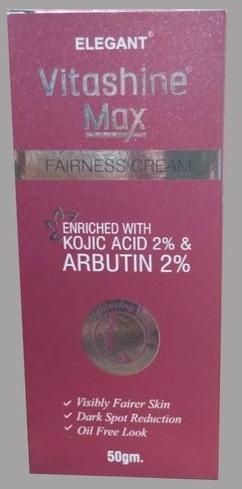 ELEGANT®
Vitashine®
Max
FAIRNESS CREAM
ENRICHED WITH
KOJIC ACID 2% &
ARBUTIN 2%
✓ Visibly Fairer Skin
✓ Dark Spot Reduction
✓ Oil Free Look
50gm.